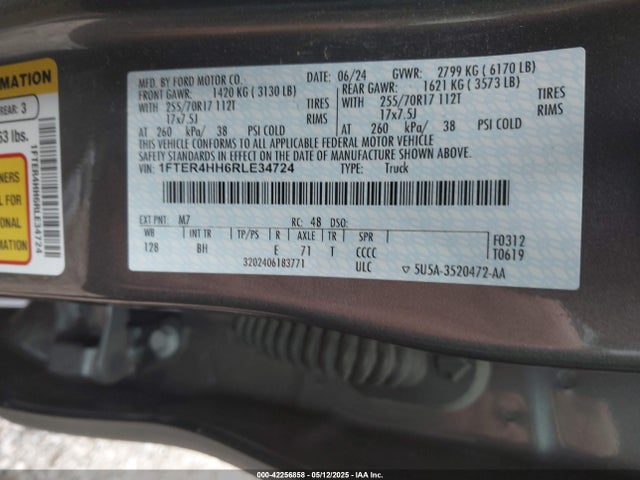 ORMATION
REAR: 3
53 lbs.
NERS
1FTER4HH6RLE34724
MFD. BY FORD MOTOR CO.
DATE: 06/24 GVWR: 2799 KG ( 6170 LB)
FRONT GAWR: 1420 KG ( 3130 LB) REAR GAWR: 1621 KG ( 3573 LB)
WITH 255/70R17 112T TIRES WITH 255/70R17 112T TIRES
17x7.5J RIMS 17x7.5J RIMS
AT 260 kPa/ 38 PSI COLD AT 260 kPa/ 38 PSI COLD
THIS VEHICLE CONFORMS TO ALL APPLICABLE FEDERAL MOTOR VEHICLE
SAFETY STANDARDS IN EFFECT ON THE DATE OF MANUFACTURE SHOWN ABOVE.
VIN: 1FTER4HH6RLE34724 TYPE: Truck
EXT PNT: M7 RC: 48 DSO:
WB INT TR TP/PS R AXLE TR SPR F0312
128 BH E 71 T CCCC T0619
3202406183771 ULC ▽ 5U5A-3520472-AA
000-42256858 - 05/12/2025 - IAA Inc.